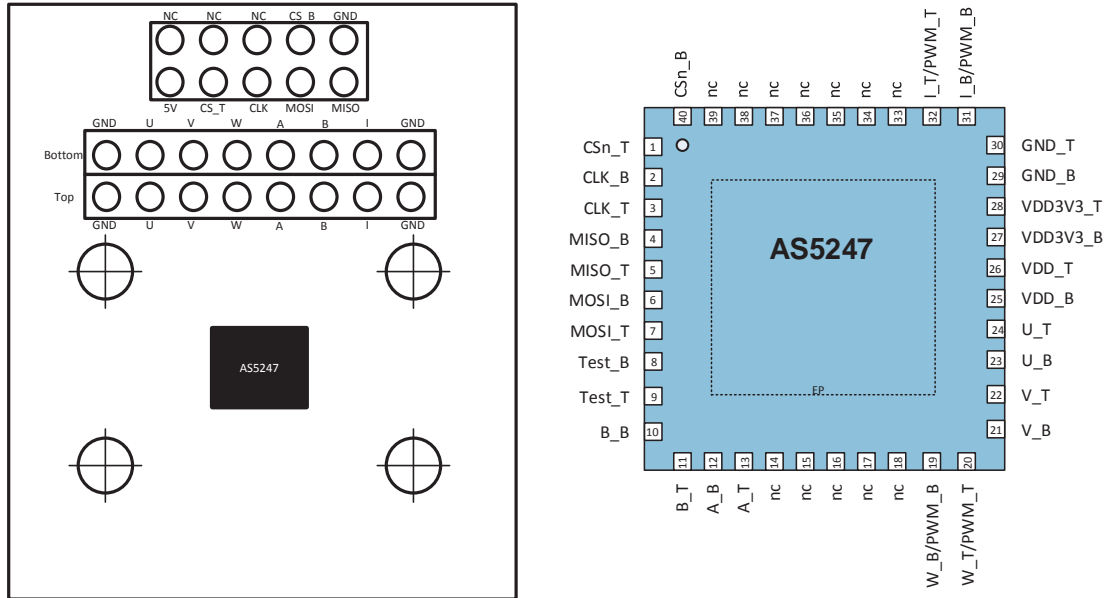 NC NC NC CS_B GND
5V CS_T CLK MOSI MISO
GND U V W A B I GND
Bottom
Top
GND U V W A B I GND
AS5247
CSn_B nc nc nc nc nc nc nc I_T/PWM_T I_B/PWM_B
40 39 38 37 36 35 34 33 32 31
CSn_T 1
CLK_B 2
CLK_T 3
MISO_B 4
MISO_T 5
MOSI_B 6
MOSI_T 7
Test_B 8
Test_T 9
B_B 10
AS5247
EP
30 GND_T
29 GND_B
28 VDD3V3_T
27 VDD3V3_B
26 VDD_T
25 VDD_B
24 U_T
23 U_B
22 V_T
21 V_B
11 12 13 14 15 16 17 18 19 20
B_T A_B A_T nc nc nc nc nc W_B/PWM_B W_T/PWM_T